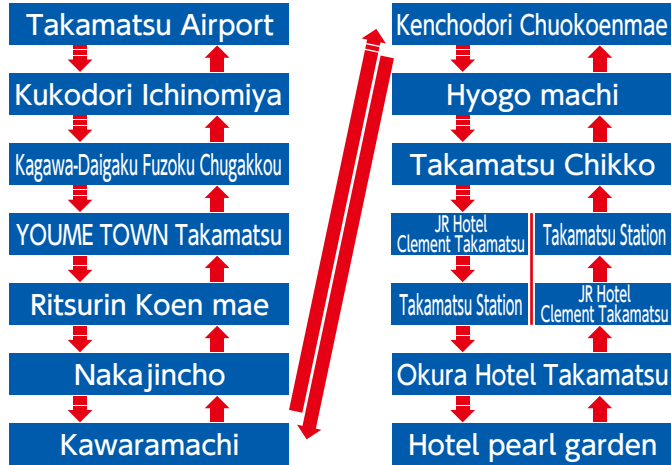 Takamatsu Airport
Kukodori Ichinomiya
Kagawa-Daigaku Fuzoku Chugakkou
YOUME TOWN Takamatsu
Ritsurin Koen mae
Nakajincho
Kawaramachi
Kenchodori Chuokoenmae
Hyogo machi
Takamatsu Chikko
JR Hotel
Clement Takamatsu
Takamatsu Station
Takamatsu Station
JR Hotel
Clement Takamatsu
Okura Hotel Takamatsu
Hotel pearl garden